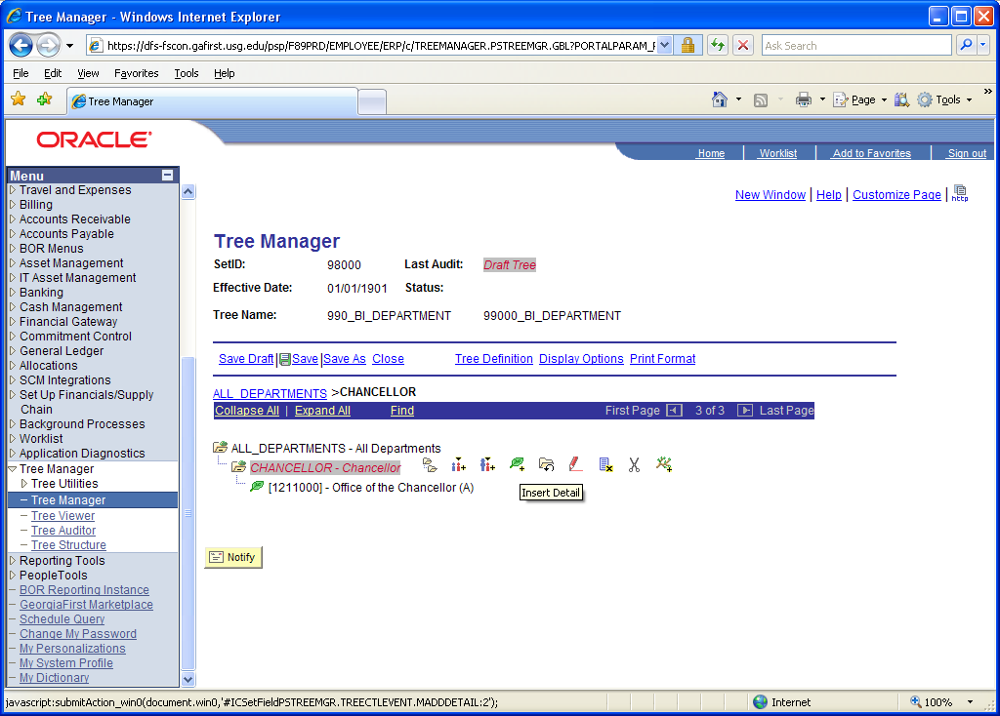 Tree Manager - Windows Internet Explorer
https://dfs-fscon.gafirst.usg.edu/psp/F89PRD/EMPLOYEE/ERP/c/TREEMANAGER.PSTREEMGR.GBL?PORTALPARAM_F
Ask Search
File Edit View Favorites Tools Help
Tree Manager
Page Tools »
ORACLE
Home Worklist Add to Favorites Sign out
Menu
Travel and Expenses
Billing
Accounts Receivable
Accounts Payable
BOR Menus
Asset Management
IT Asset Management
Banking
Cash Management
Financial Gateway
Commitment Control
General Ledger
Allocations
SCM Integrations
Set Up Financials/Supply
Chain
Background Processes
Worklist
Application Diagnostics
Tree Manager
Tree Utilities
– Tree Manager
– Tree Viewer
– Tree Auditor
– Tree Structure
Reporting Tools
PeopleTools
– BOR Reporting Instance
– GeorgiaFirst Marketplace
– Schedule Query
– Change My Password
– My Personalizations
– My System Profile
– My Dictionary
New Window | Help | Customize Page | http
Tree Manager
SetID: 98000 Last Audit: Draft Tree
Effective Date: 01/01/1901 Status:
Tree Name: 990_BI_DEPARTMENT 99000_BI_DEPARTMENT
Save Draft | Save | Save As Close Tree Definition Display Options Print Format
ALL_DEPARTMENTS >CHANCELLOR
Collapse All | Expand All Find First Page 3 of 3 Last Page
ALL_DEPARTMENTS - All Departments
CHANCELLOR - Chancellor
[1211000] - Office of the Chancellor (A)
Insert Detail
Notify
javascript:submitAction_win0(document.win0,'#ICSetFieldPSTREEMGR.TREECTLEVENT.MADDDETAIL:2');
Internet
100%